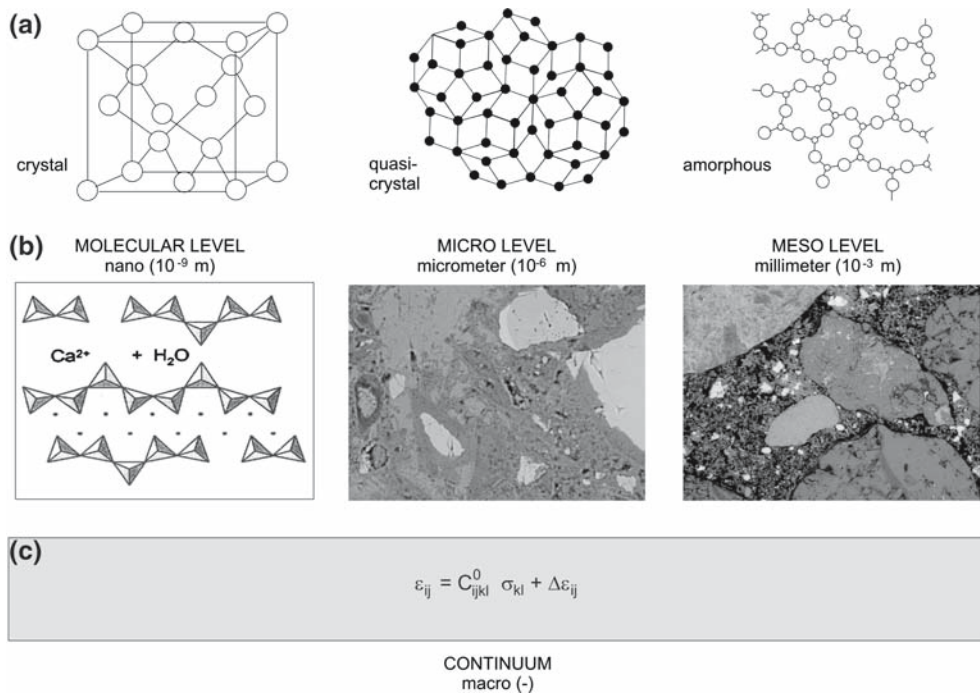 (a)
crystal
quasi-
crystal
amorphous
(b)
MOLECULAR LEVEL
nano (10⁻⁹ m)
MICRO LEVEL
micrometer (10⁻⁶ m)
MESO LEVEL
millimeter (10⁻³ m)
Ca²⁺ + H₂O
(c)
εᵢⱼ = C⁰ᵢⱼₖₗ σₖₗ + Δεᵢⱼ
CONTINUUM
macro (-)